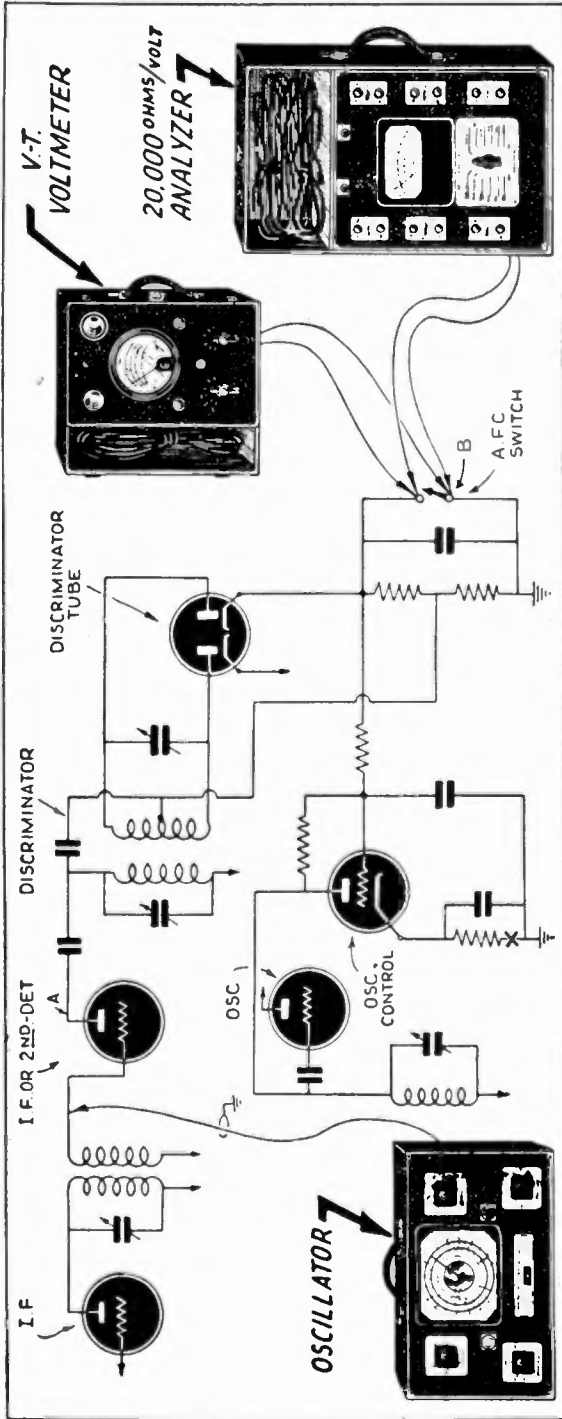 I.F.
I.F. OR 2ND-DET
A
DISCRIMINATOR
DISCRIMINATOR
TUBE
V.-T.
VOLTMETER
20,000 OHMS/VOLT
ANALYZER
OSCILLATOR
OSC.
OSC.
CONTROL
X
B
A.F.C
SWITCH